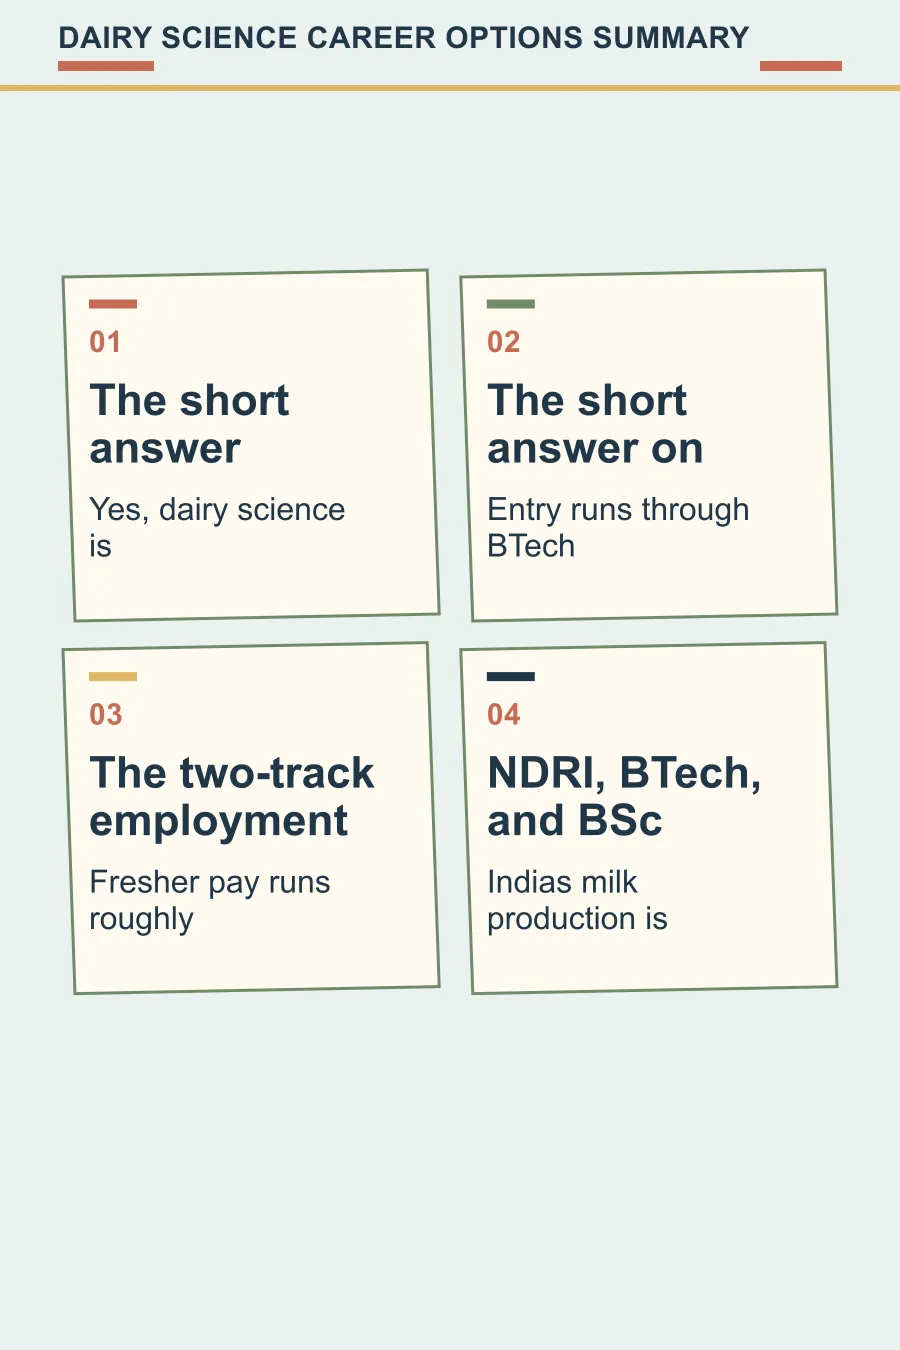 DAIRY SCIENCE CAREER OPTIONS SUMMARY
01
The short
answer
Yes, dairy science
is
02
The short
answer on
Entry runs through
BTech
03
The two-track
employment
Fresher pay runs
roughly
04
NDRI, BTech,
and BSc
Indias milk
production is